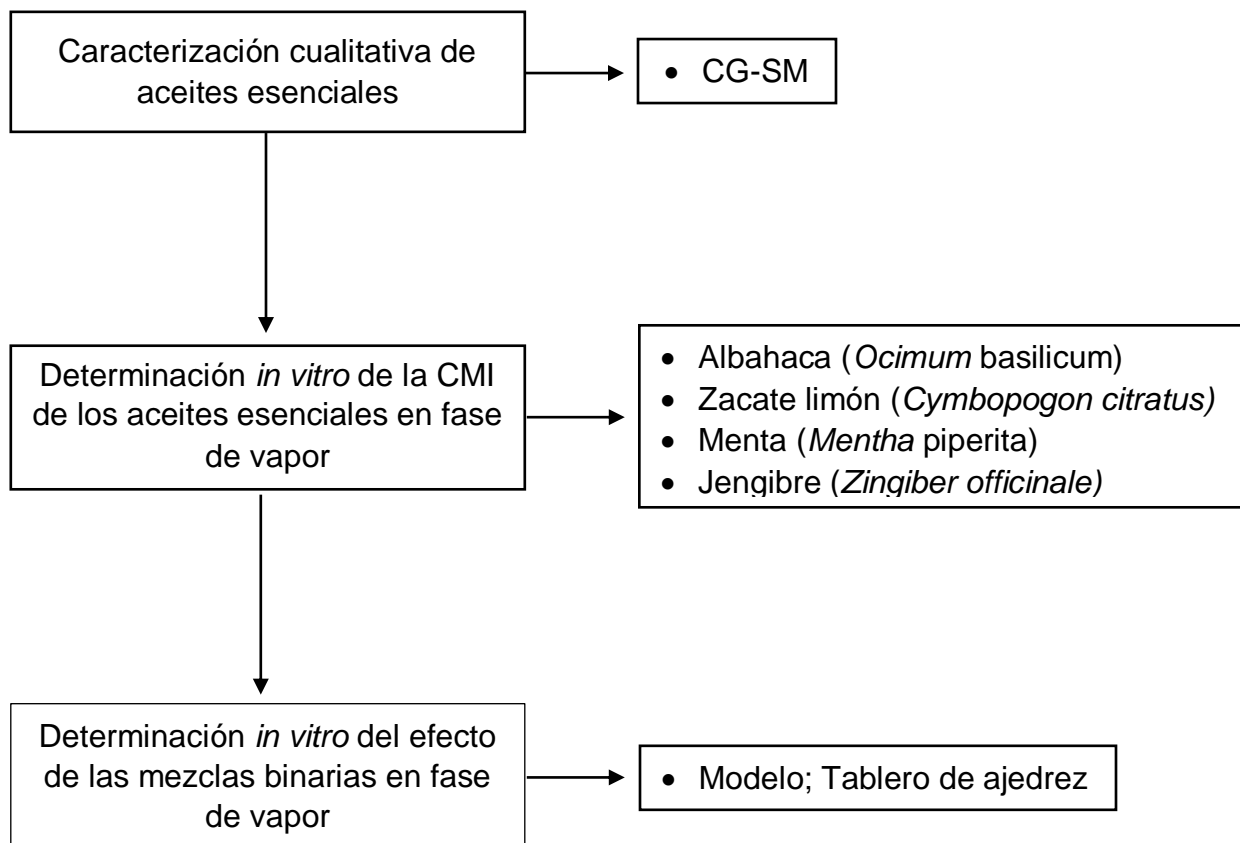 Caracterización cualitativa de
aceites esenciales
• CG-SM
Determinación in vitro de la CMI
de los aceites esenciales en fase
de vapor
• Albahaca (Ocimum basilicum)
• Zacate limón (Cymbopogon citratus)
• Menta (Mentha piperita)
• Jengibre (Zingiber officinale)
Determinación in vitro del efecto
de las mezclas binarias en fase
de vapor
• Modelo; Tablero de ajedrez